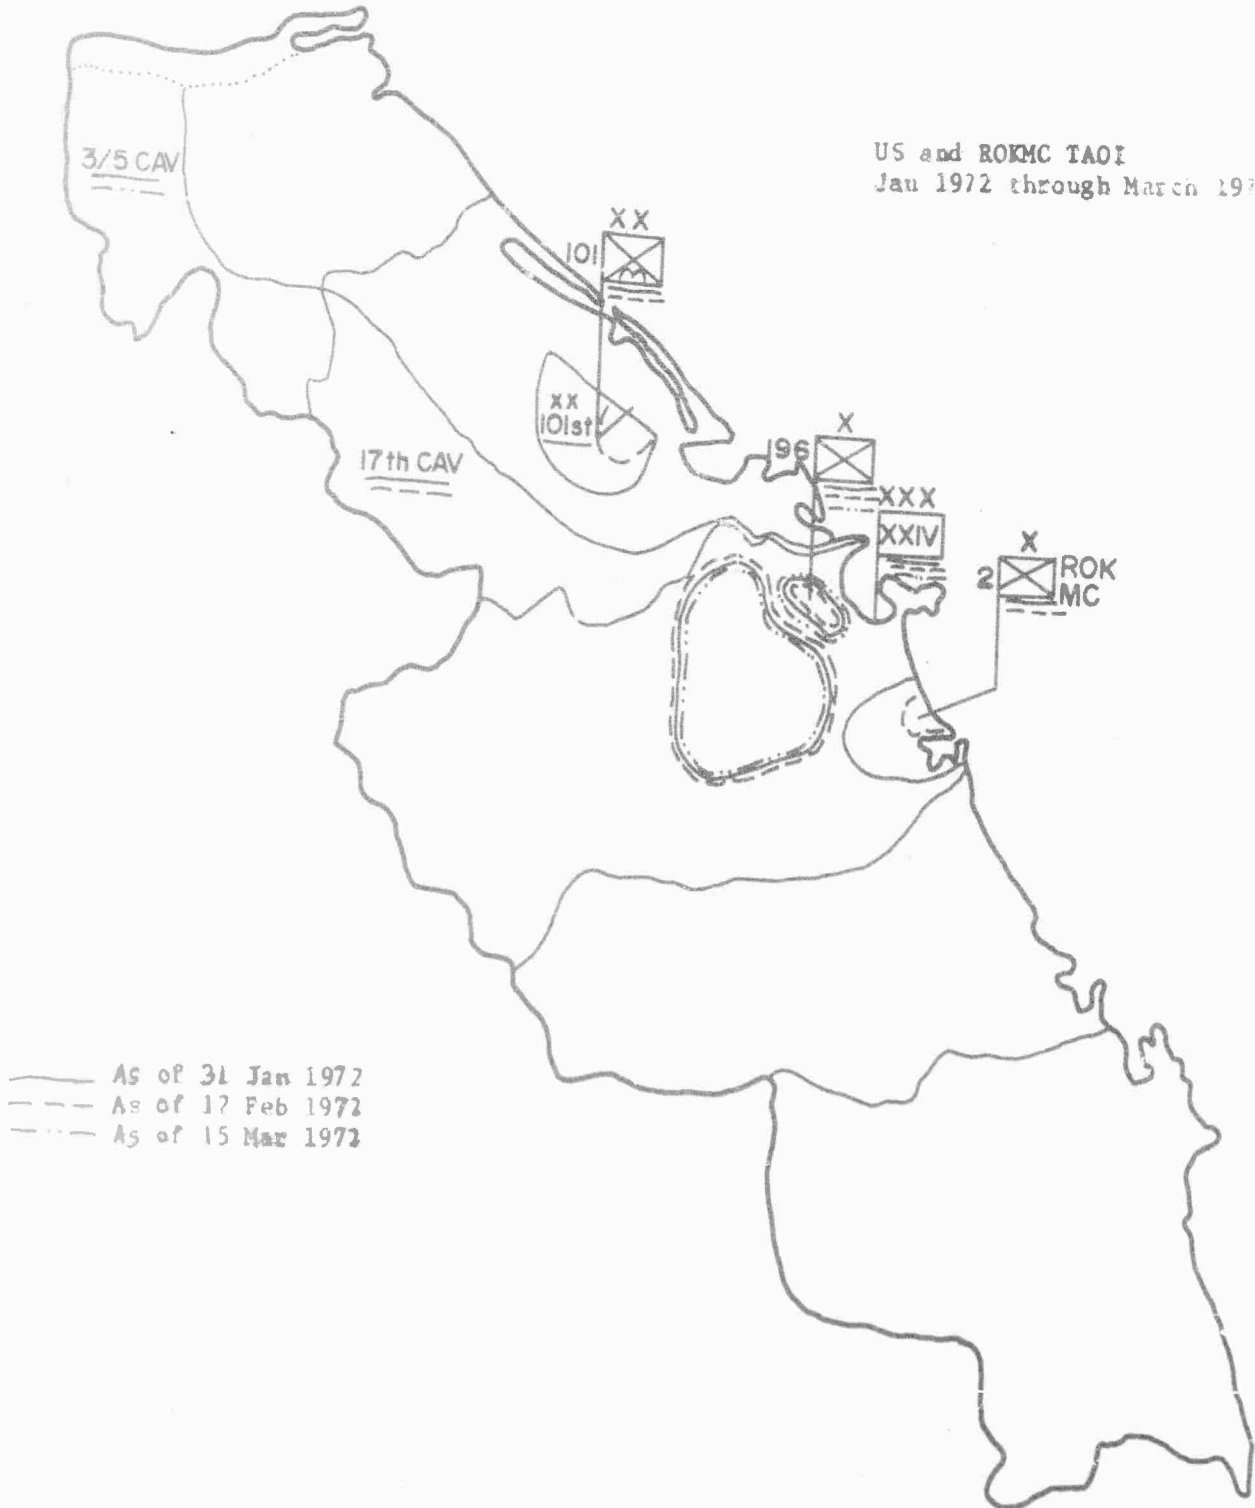 US and ROKMC TAOI
Jan 1972 through March
3/5 CAV
XX
101
XX
101st
17th CAV
X
196
XXX
XXIV
X
2
ROK
MC
As of 31 Jan 1972
As of 17 Feb 1972
As of 15 Mar 1972